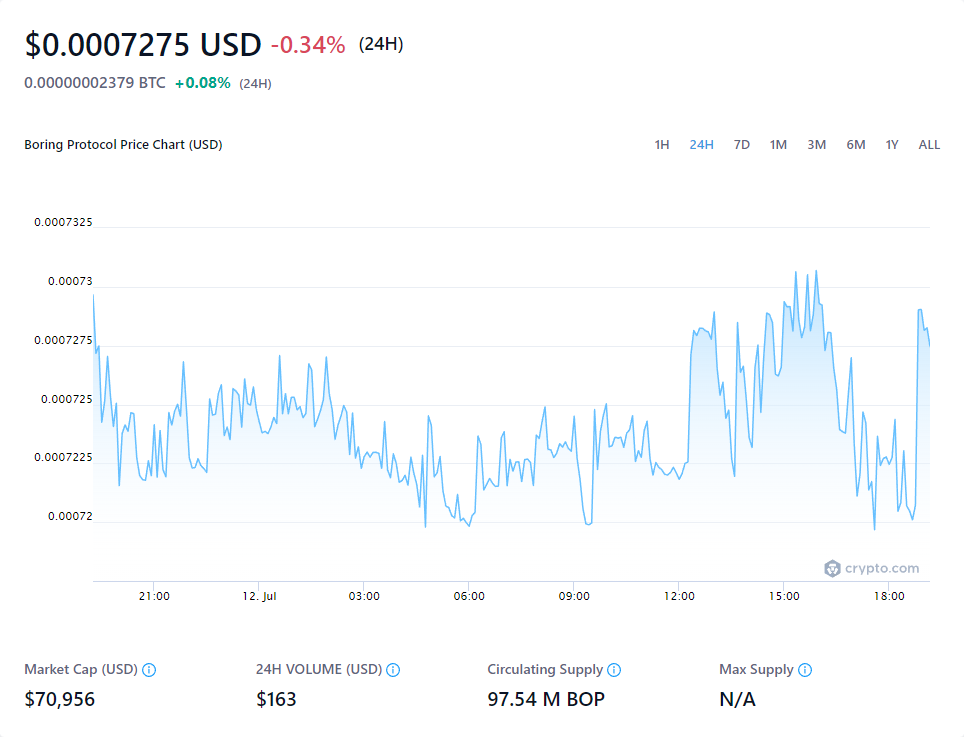 $0.0007275 USD -0.34% (24H)
0.00000002379 BTC +0.08% (24H)
Boring Protocol Price Chart (USD) 1H 24H 7D 1M 3M 6M 1Y ALL
0.0007325
0.00073
0.0007275
0.000725
0.0007225
0.00072
crypto.com
21:00 12. Jul 03:00 06:00 09:00 12:00 15:00 18:00
Market Cap (USD) 24H VOLUME (USD) Circulating Supply Max Supply
$70,956 $163 97.54 M BOP N/A